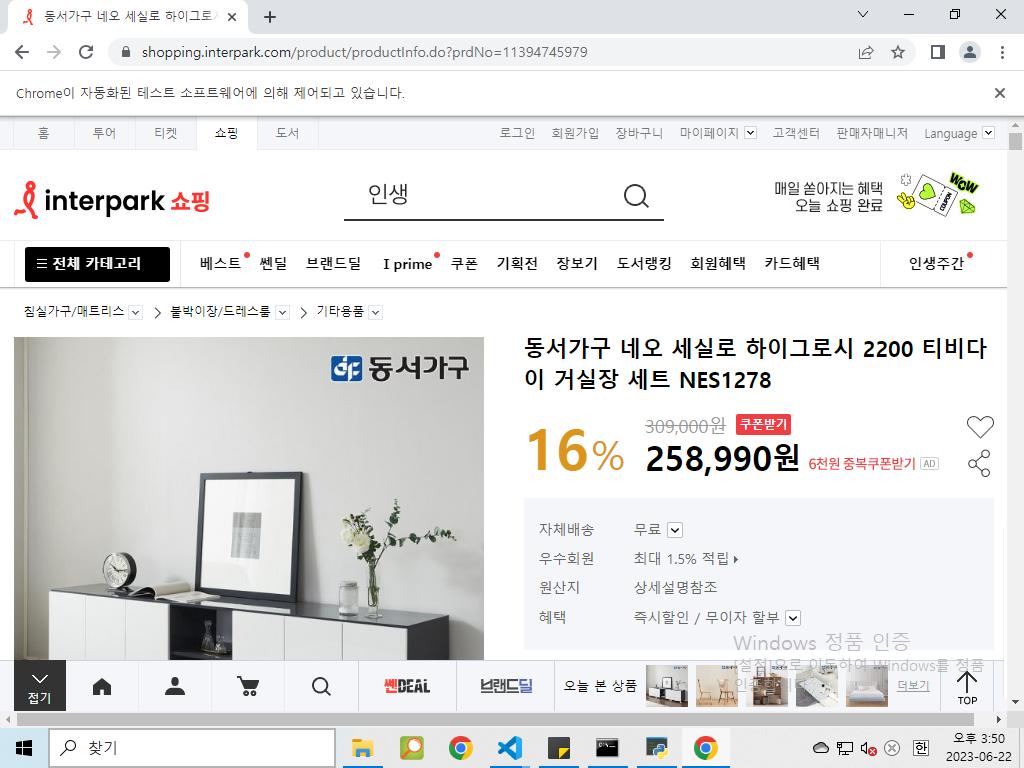 동서가구 네오 세실로 하이그로시
shopping.interpark.com/product/productInfo.do?prdNo=11394745979
Chrome이 자동화된 테스트 소프트웨어에 의해 제어되고 있습니다.
홈 투어 티켓 쇼핑 도서 로그인 회원가입 장바구니 마이페이지 고객센터 판매자매니저 Language
interpark 쇼핑 인생
매일 쏟아지는 혜택
오늘 쇼핑 완료
WOW
COUPON
전체 카테고리 베스트 쎈딜 브랜드딜 I prime 쿠폰 기획전 장보기 도서랭킹 회원혜택 카드혜택 인생주간
침실가구/매트리스 붙박이장/드레스룸 기타용품
동서가구
동서가구 네오 세실로 하이그로시 2200 티비다
이 거실장 세트 NES1278
309,000원 쿠폰받기
16% 258,990원 6천원 중복쿠폰받기 AD
자체배송 무료
우수회원 최대 1.5% 적립
원산지 상세설명참조
혜택 즉시할인 / 무이자 할부
Windows 정품 인증
[설정]으로 이동하여 Windows를 정품
접기 쎈DEAL 브랜드딜 오늘 본 상품 더보기 TOP
찾기 한 오후 3:50
2023-06-22